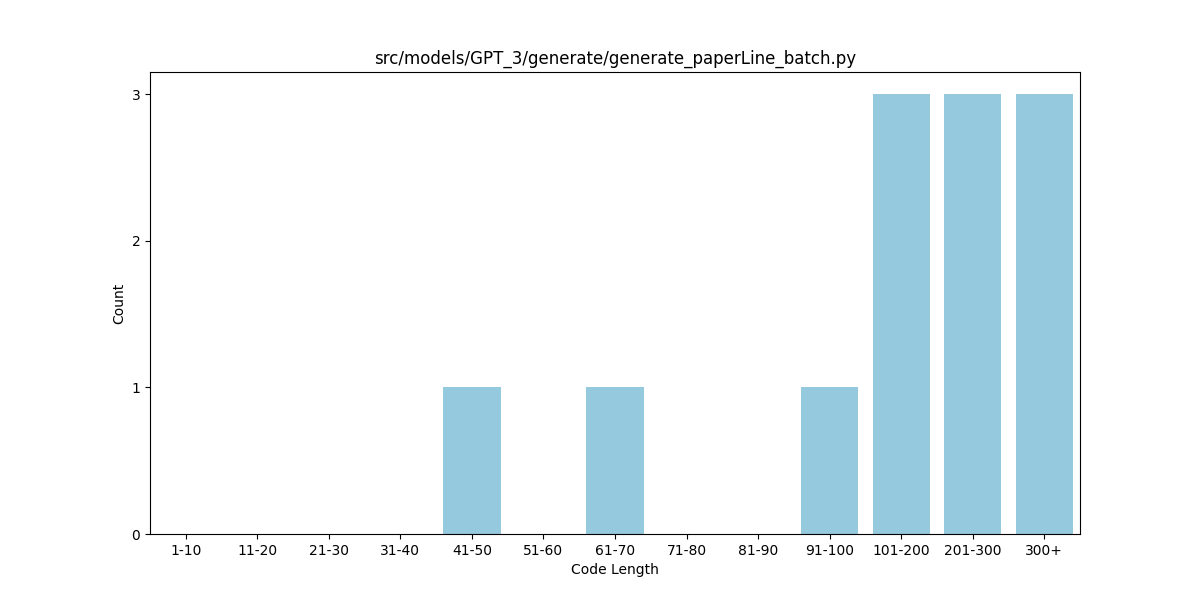 src/models/GPT_3/generate/generate_paperLine_batch.py
3
2
1
0
Count
1-10 11-20 21-30 31-40 41-50 51-60 61-70 71-80 81-90 91-100 101-200 201-300 300+
Code Length